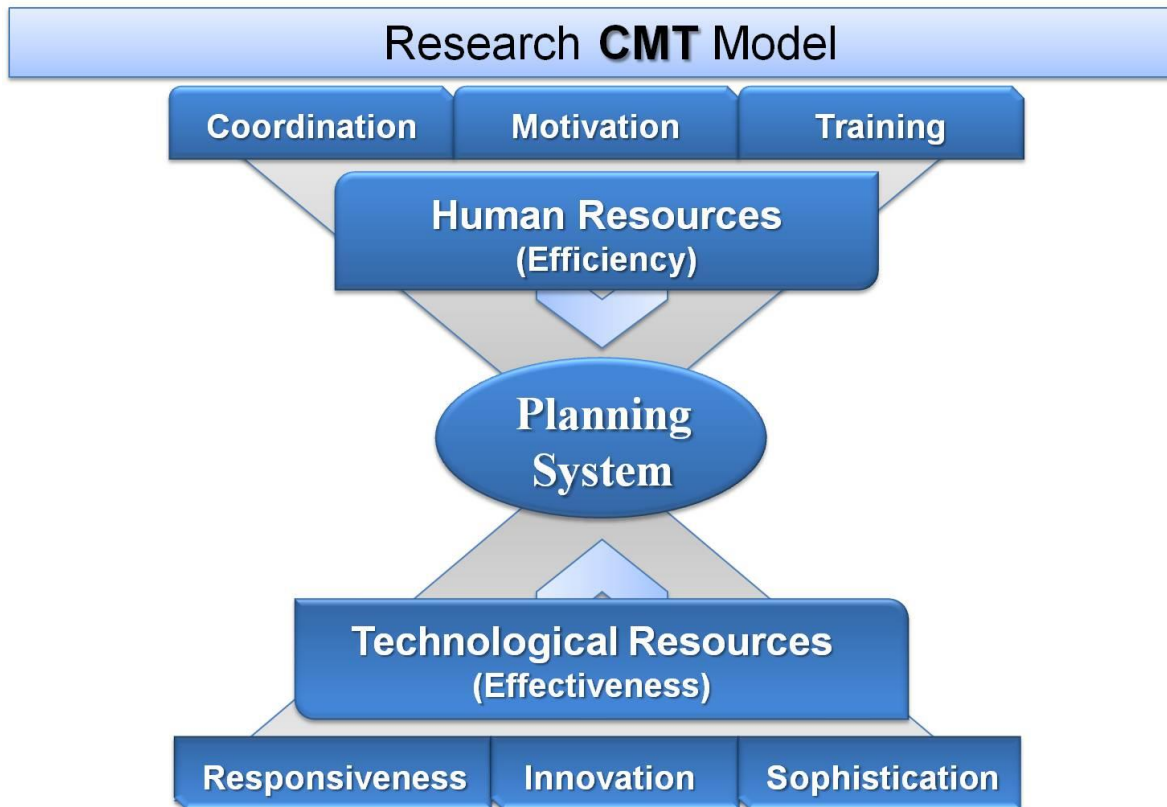 Research CMT Model
Coordination Motivation Training
Human Resources
(Efficiency)
Planning
System
Technological Resources
(Effectiveness)
Responsiveness Innovation Sophistication